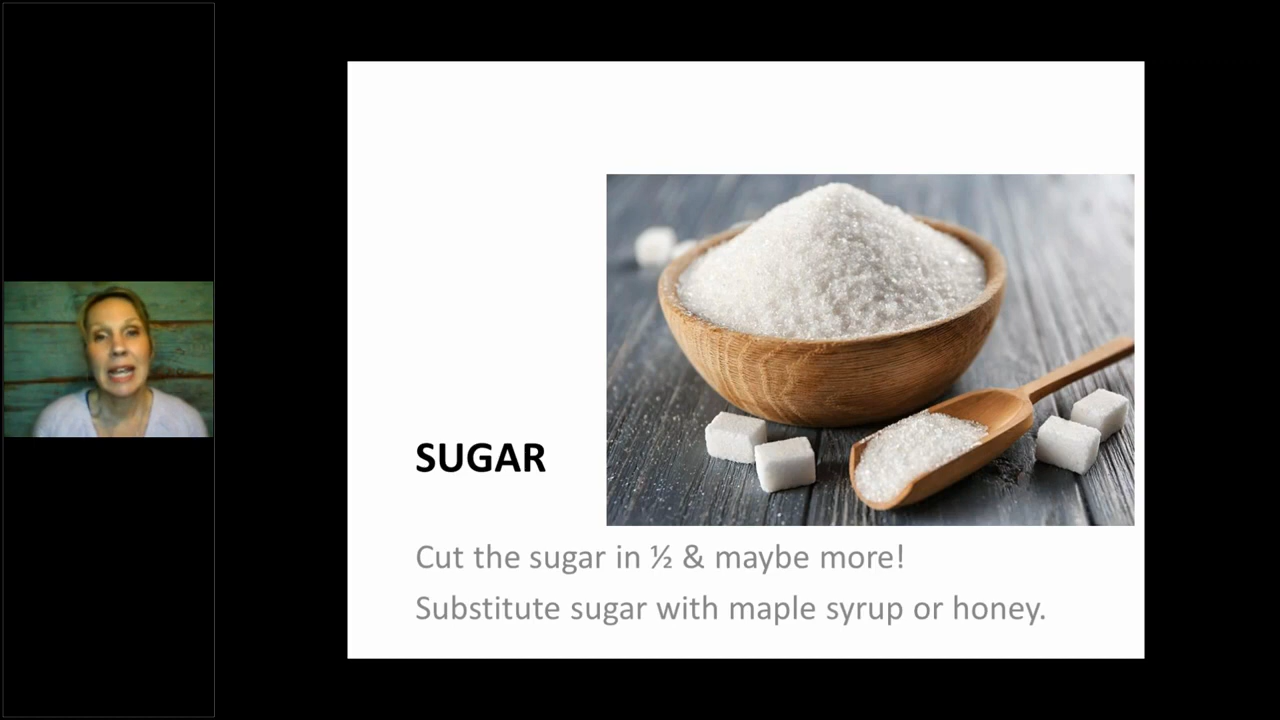 SUGAR
Cut the sugar in ½ & maybe more!
Substitute sugar with maple syrup or honey.